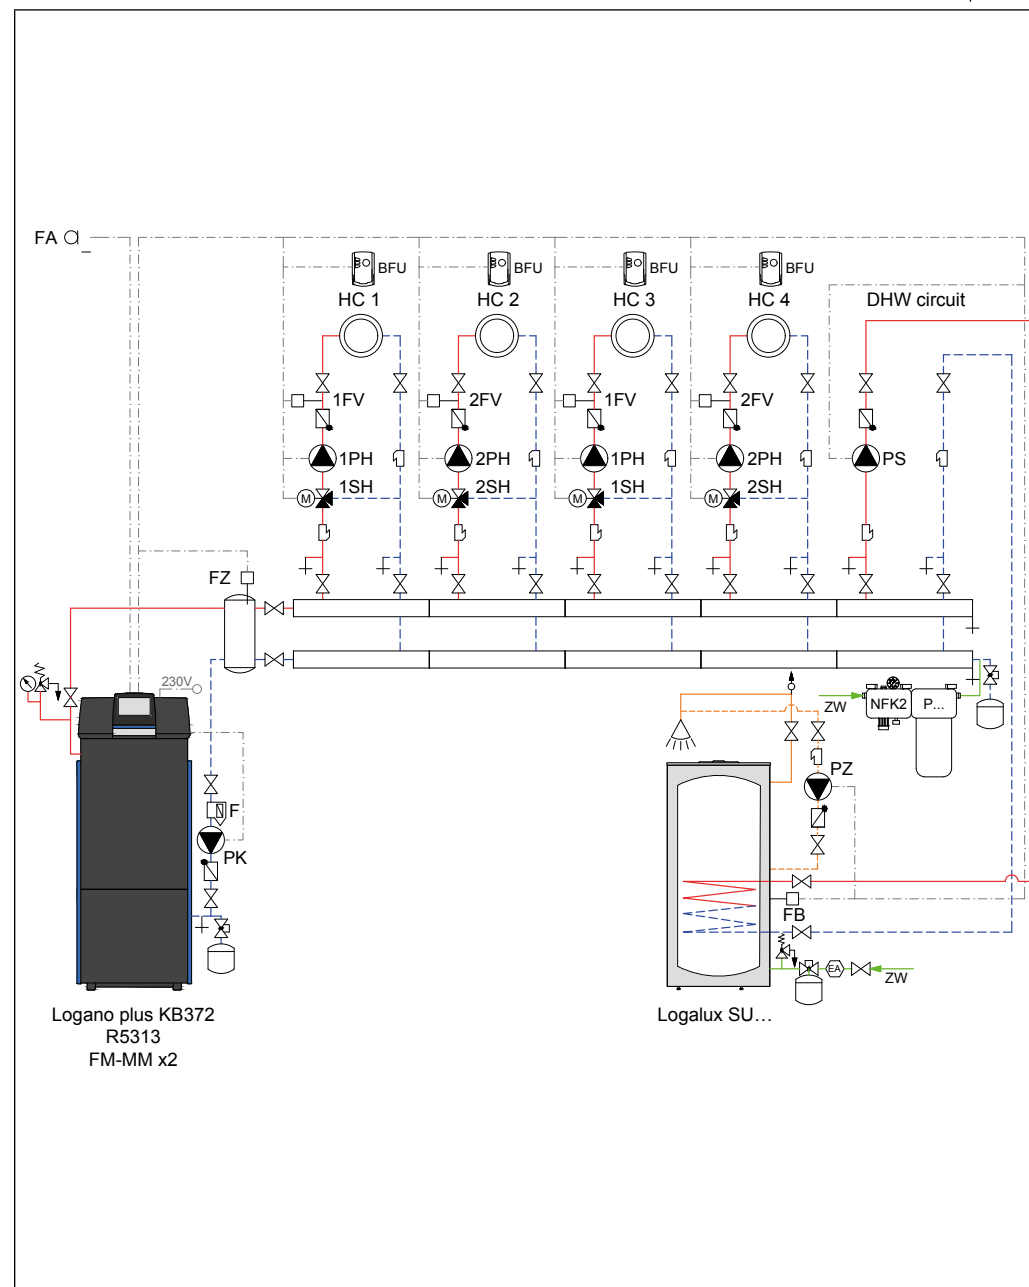 FA
BFU BFU BFU BFU
HC 1 HC 2 HC 3 HC 4 DHW circuit
1FV 2FV 1FV 2FV
1PH 2PH 1PH 2PH PS
M 1SH M 2SH M 1SH M 2SH
FZ
230V
ZW NFK2 P...
PZ
F
PK
FB
EA
ZW
Logano plus KB372
R5313
FM-MM x2
Logalux SU…